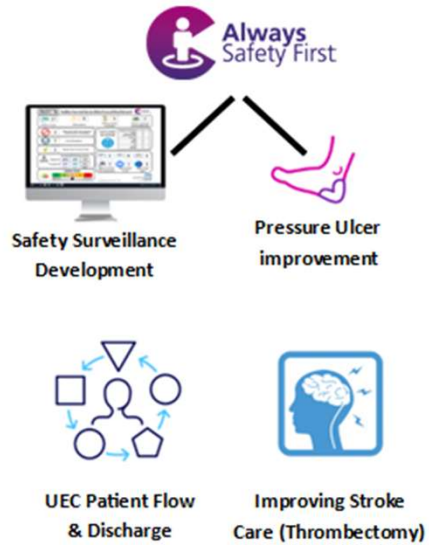 Always
Safety First
Safety Surveillance
Development
Pressure Ulcer
improvement
UEC Patient Flow
& Discharge
Improving Stroke
Care (Thrombectomy)